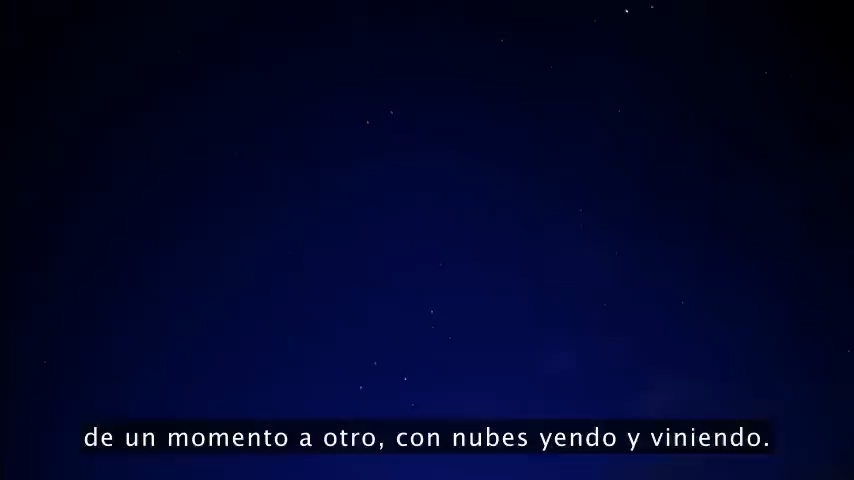 de un momento a otro, con nubes yendo y viniendo.